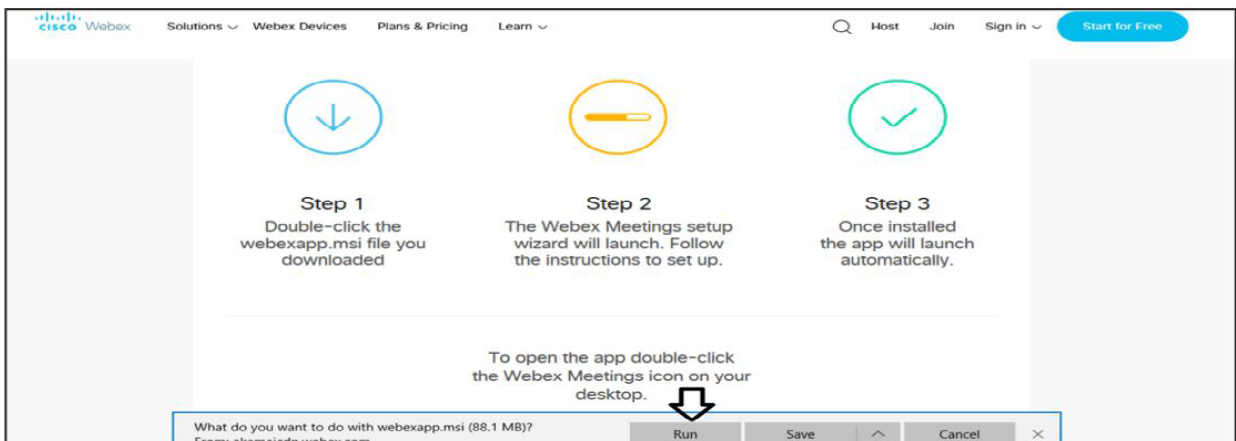 cisco Webex Solutions Webex Devices Plans & Pricing Learn Host Join Sign in Start for Free
Step 1
Double-click the
webexapp.msi file you
downloaded
Step 2
The Webex Meetings setup
wizard will launch. Follow
the instructions to set up.
Step 3
Once installed
the app will launch
automatically.
To open the app double-click
the Webex Meetings icon on your
desktop.
What do you want to do with webexapp.msi (88.1 MB)?
Run Save Cancel
From: akamaicdn.webex.com